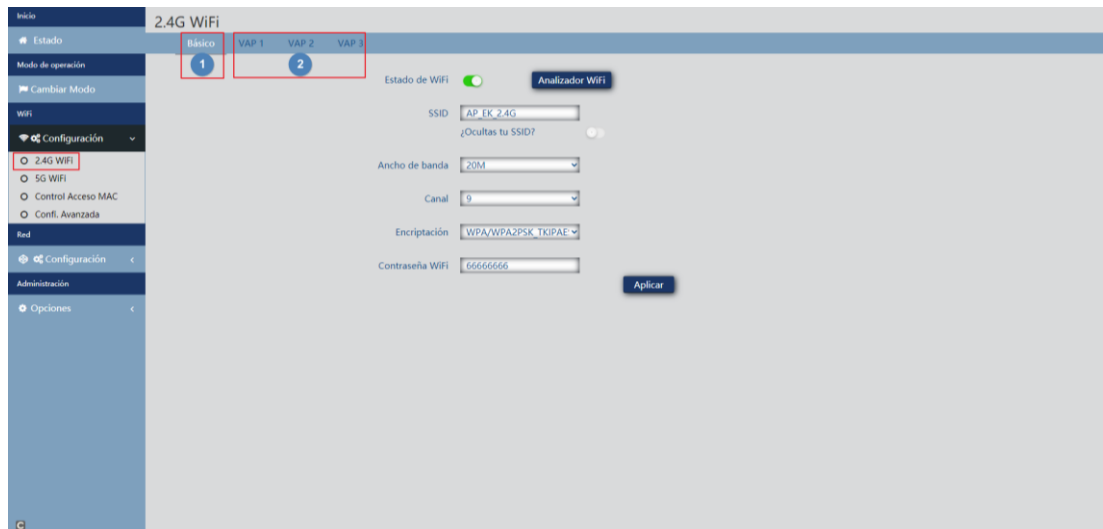 Inicio
Estado
Modo de operación
Cambiar Modo
WiFi
Configuración
2.4G WiFi
5G WiFi
Control Acceso MAC
Confi. Avanzada
Red
Configuración
Administración
Opciones
2.4G WiFi
Básico VAP 1 VAP 2 VAP 3
1 2
Estado de WiFi Analizador WiFi
SSID AP_EK_2.4G
¿Ocultas tu SSID?
Ancho de banda 20M
Canal 9
Encriptación WPA/WPA2PSK_TKIPAE
Contraseña WiFi 66666666
Aplicar